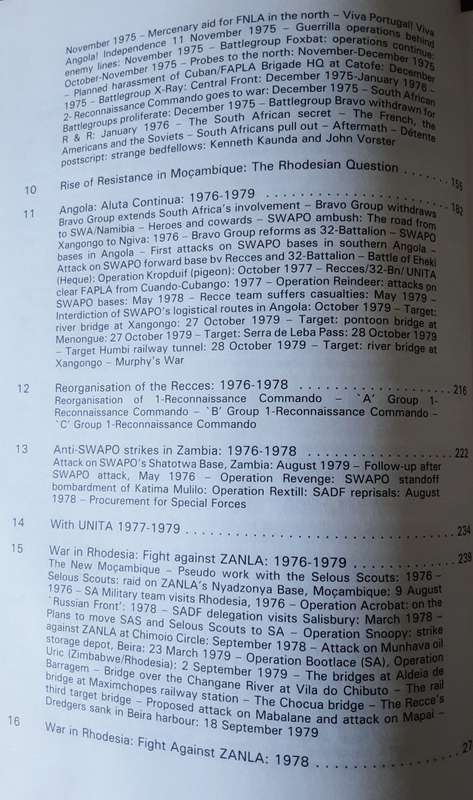 November 1975 – Mercenary aid for FNLA in the north – Viva Portugal! Viva
Angola! Independence 11 November 1975 – Guerrilla operations behind
enemy lines: November 1975 – Battlegroup Foxbat: operations continue:
October-November 1975 – Probes to the north: November-December 1975
– Planned harassment of Cuban/FAPLA Brigade HQ at Catofe: December
1975 – Battlegroup X-Ray: Central Front: December 1975-January 1976 –
2- Reconnaissance Commando goes to war: December 1975 – South African
Battlegroups proliferate: December 1975 – Battlegroup Bravo withdrawn for
R & R: January 1976 – The South African secret – The French, the
Americans and the Soviets – South Africans pull out – Aftermath – Détente
postscript: strange bedfellows: Kenneth Kaunda and John Vorster
10 Rise of Resistance in Moçambique: The Rhodesian Question . . . . . . . 155
11 Angola: Aluta Continua: 1976-1979 . . . . . . . . . . . . . . . . . . . . . . . . . . . 182
Bravo Group extends South Africa's involvement – Bravo Group withdraws
to SWA/Namibia – Heroes and cowards – SWAPO ambush: The road from
Xangongo to Ngiva: 1976 – Bravo Group reforms as 32-Battalion – SWAPO
bases in Angola – First attacks on SWAPO bases in southern Angola –
Attack on SWAPO forward base by Recces and 32-Battalion – Battle of Eheki
(Heque): Operation Kropduif (pigeon): October 1977 – Recces/32-Bn/ UNITA
clear FAPLA from Cuando-Cubango: 1977 – Operation Reindeer: attacks on
SWAPO bases: May 1978 – Recce team suffers casualties: May 1979 –
Interdiction of SWAPO's logistical routes in Angola: October 1979 – Target:
river bridge at Xangongo: 27 October 1979 – Target: pontoon bridge at
Menongue: 27 October 1979 – Target: Serra de Leba Pass: 28 October 1979
– Target Humbi railway tunnel: 28 October 1979 – Target: river bridge at
Xangongo – Murphy's War
12 Reorganisation of the Recces: 1976-1978 . . . . . . . . . . . . . . . . . . . . . 216
Reorganisation of 1-Reconnaissance Commando – `A' Group 1-
Reconnaissance Commando – `B' Group 1-Reconnaissance Commando –
`C' Group 1-Reconnaissance Commando
13 Anti-SWAPO strikes in Zambia: 1976-1978 . . . . . . . . . . . . . . . . . . . . 222
Attack on SWAPO's Shatotwa Base, Zambia: August 1979 – Follow-up after
SWAPO attack, May 1976 – Operation Revenge: SWAPO standoff
bombardment of Katima Mulilo: Operation Rextill: SADF reprisals: August
1978 – Procurement for Special Forces
14 With UNITA 1977-1979 . . . . . . . . . . . . . . . . . . . . . . . . . . . . . . . . . . . . . 234
15 War in Rhodesia: Fight against ZANLA: 1976-1979 . . . . . . . . . . . . . . 239
The New Moçambique – Pseudo work with the Selous Scouts: 1976 –
Selous Scouts: raid on ZANLA's Nyadzonya Base, Moçambique: 9 August
1976 – SA Military team visits Rhodesia, 1976 – Operation Acrobat: on the
`Russian Front': 1978 – SADF delegation visits Salisbury: March 1978 –
Plans to move SAS and Selous Scouts to SA – Operation Snoopy: strike
against ZANLA at Chimoio Circle: September 1978 – Attack on Munhava oil
storage depot, Beira: 23 March 1979 – Operation Bootlace (SA), Operation
Uric (Zimbabwe/Rhodesia): 2 September 1979 – The bridges at Aldeia de
Barragem – Bridge over the Changane River at Vila do Chibuto – The rail
bridge at Maximchopes railway station – The Chocua bridge – The Recce's
third target bridge – Proposed attack on Mabalane and attack on Mapai –
Dredgers sank in Beira harbour: 18 September 1979
16 War in Rhodesia: Fight Against ZANLA: 1978 . . . . . . . . . . . . . . . . . . 27